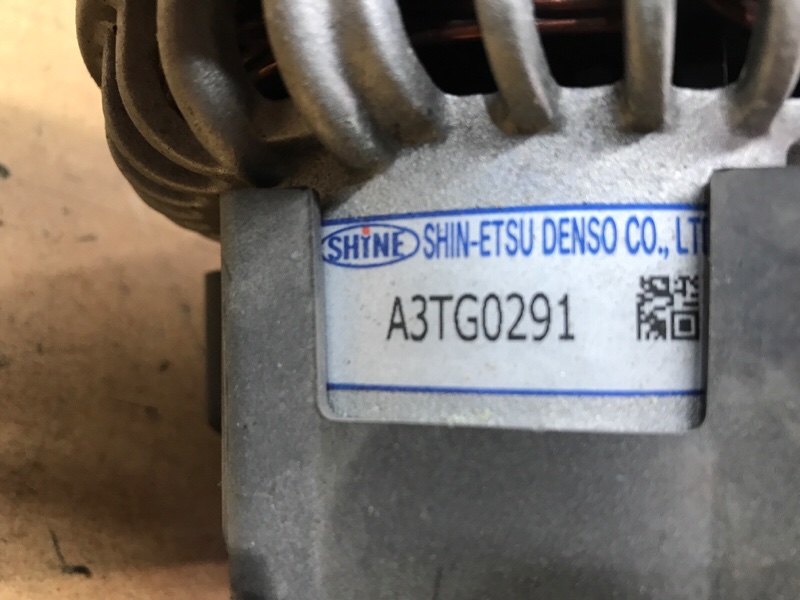 SHiNE SHIN-ETSU DENSO CO., LT
A3TG0291